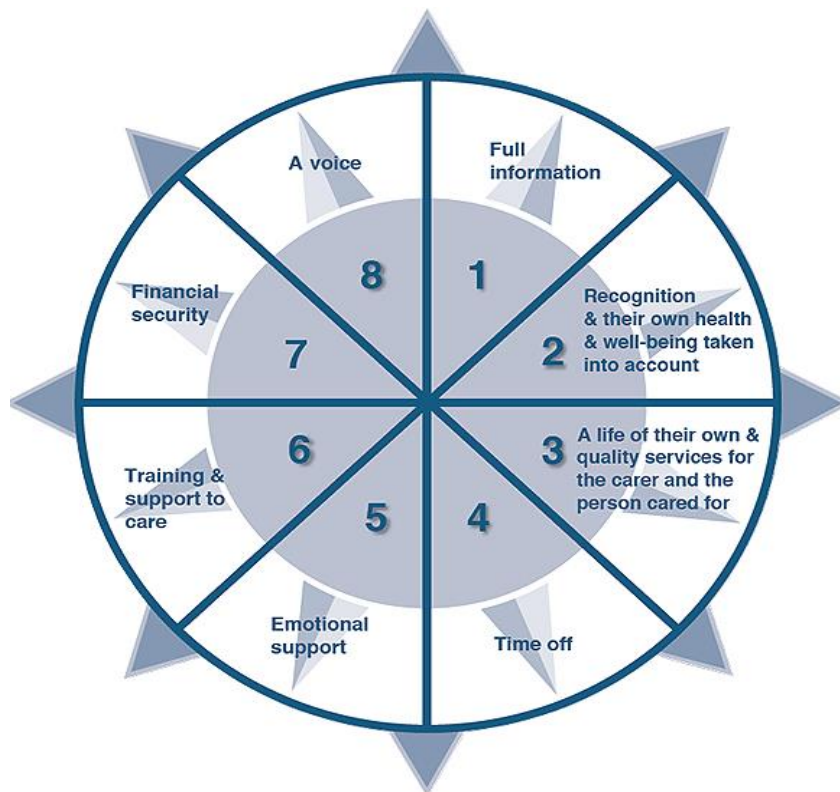 1
Full
information
2
Recognition
& their own health
& well-being taken
into account
3
A life of their own &
quality services for
the carer and the
person cared for
4
Time off
5
Emotional
support
6
Training &
support to
care
7
Financial
security
8
A voice